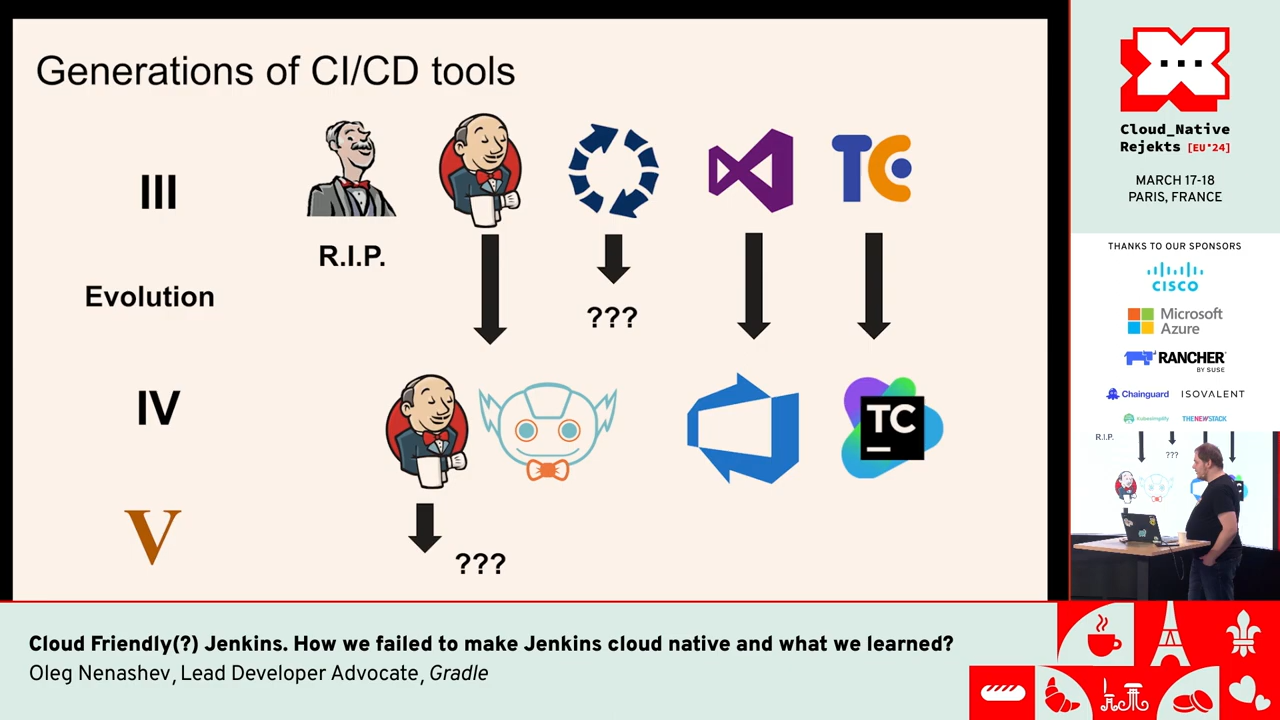 Generations of CI/CD tools
III
R.I.P.
Evolution
???
IV
TC
V
???
Cloud_Native
Rejekts [EU'24]
MARCH 17-18
PARIS, FRANCE
THANKS TO OUR SPONSORS
CISCO
Microsoft
Azure
RANCHER
BY SUSE
Chainguard
ISOVALENT
kubesimplify
THENEWSTACK
R.I.P.
???
Cloud Friendly(?) Jenkins. How we failed to make Jenkins cloud native and what we learned?
Oleg Nenashev, Lead Developer Advocate, Gradle